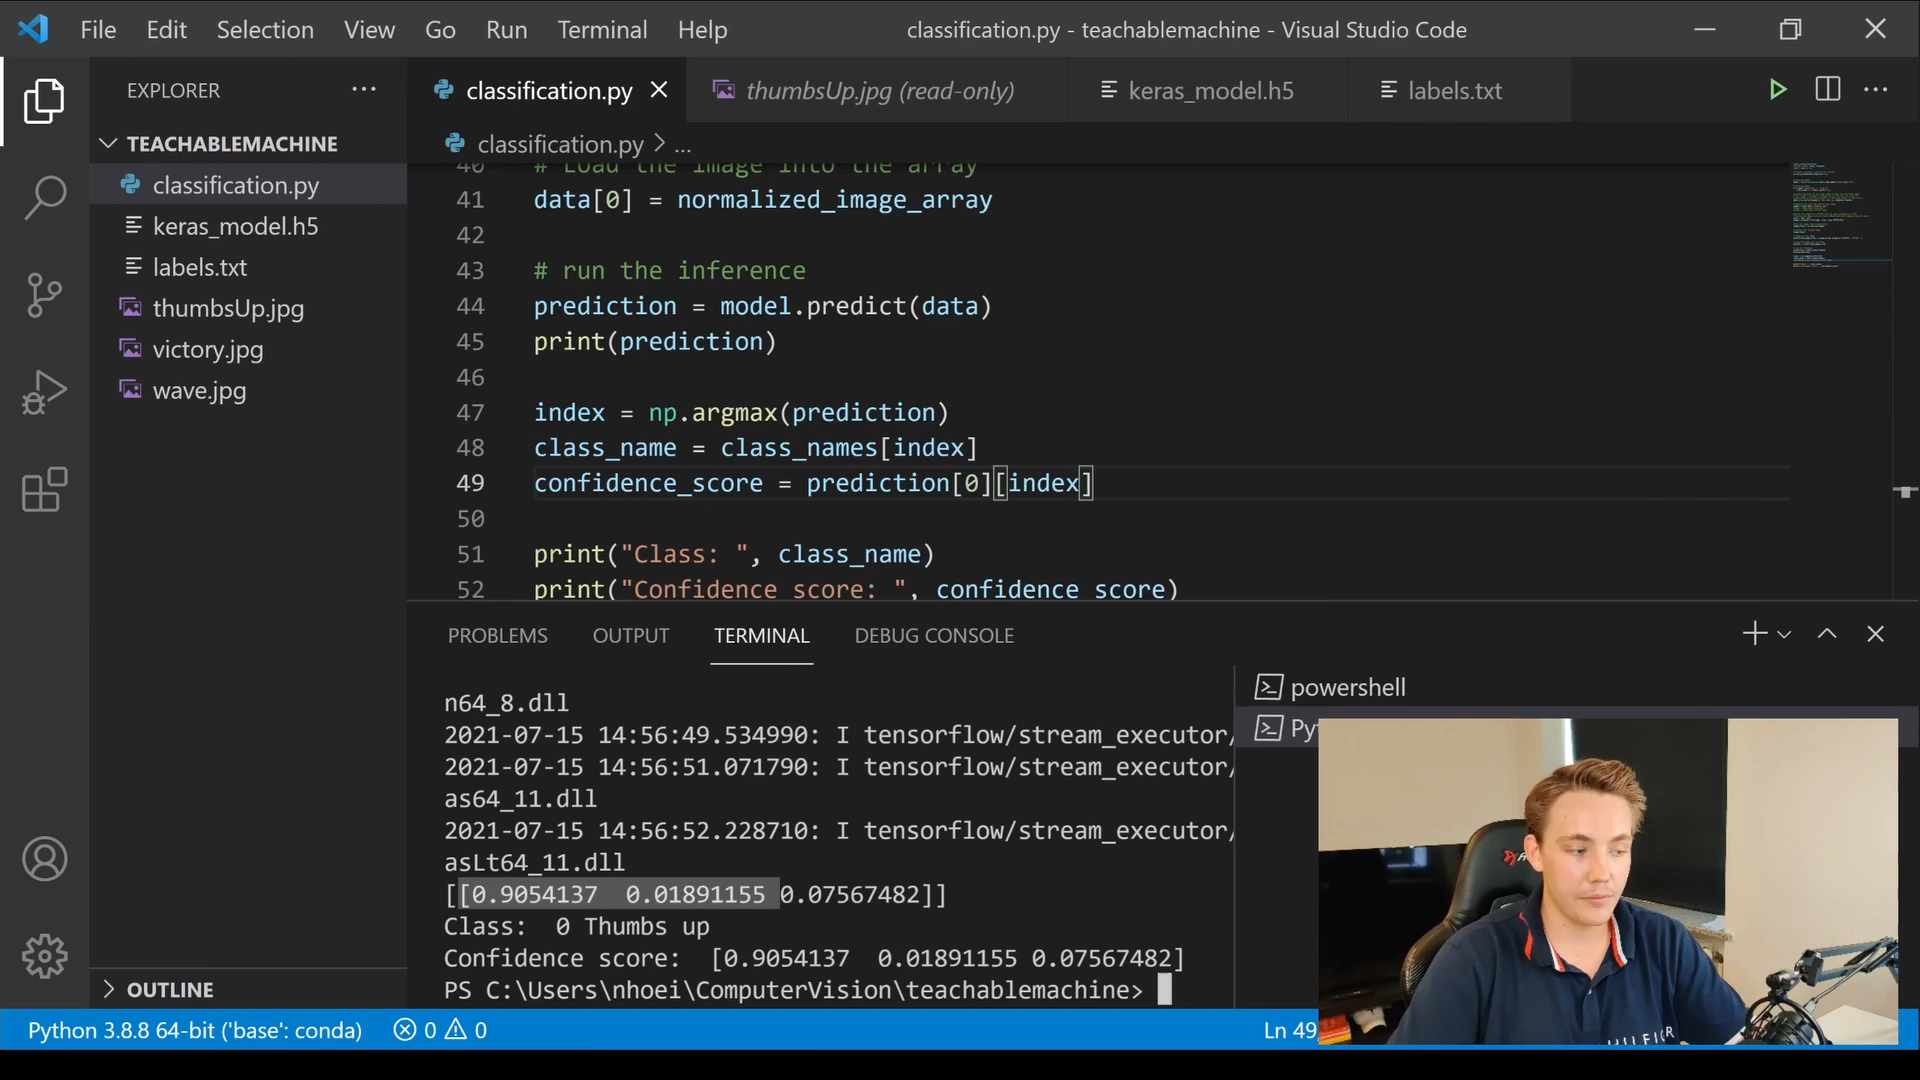 File Edit Selection View Go Run Terminal Help
classification.py - teachablemachine - Visual Studio Code
EXPLORER
classification.py
thumbsUp.jpg (read-only)
keras_model.h5
labels.txt
TEACHABLEMACHINE
classification.py
keras_model.h5
labels.txt
thumbsUp.jpg
victory.jpg
wave.jpg
OUTLINE
classification.py > ...
40 # Load the image into the array
41 data[0] = normalized_image_array
42
43 # run the inference
44 prediction = model.predict(data)
45 print(prediction)
46
47 index = np.argmax(prediction)
48 class_name = class_names[index]
49 confidence_score = prediction[0][index]
50
51 print("Class: ", class_name)
52 print("Confidence score: ", confidence_score)
PROBLEMS OUTPUT TERMINAL DEBUG CONSOLE
n64_8.dll
2021-07-15 14:56:49.534990: I tensorflow/stream_executor/
2021-07-15 14:56:51.071790: I tensorflow/stream_executor/
as64_11.dll
2021-07-15 14:56:52.228710: I tensorflow/stream_executor/
asLt64_11.dll
[[0.9054137  0.01891155 0.07567482]]
Class:  0 Thumbs up
Confidence score:  [0.9054137  0.01891155 0.07567482]
PS C:\Users\nhoei\ComputerVision\teachablemachine>
powershell
Py
Python 3.8.8 64-bit ('base': conda)
0 0
Ln 49